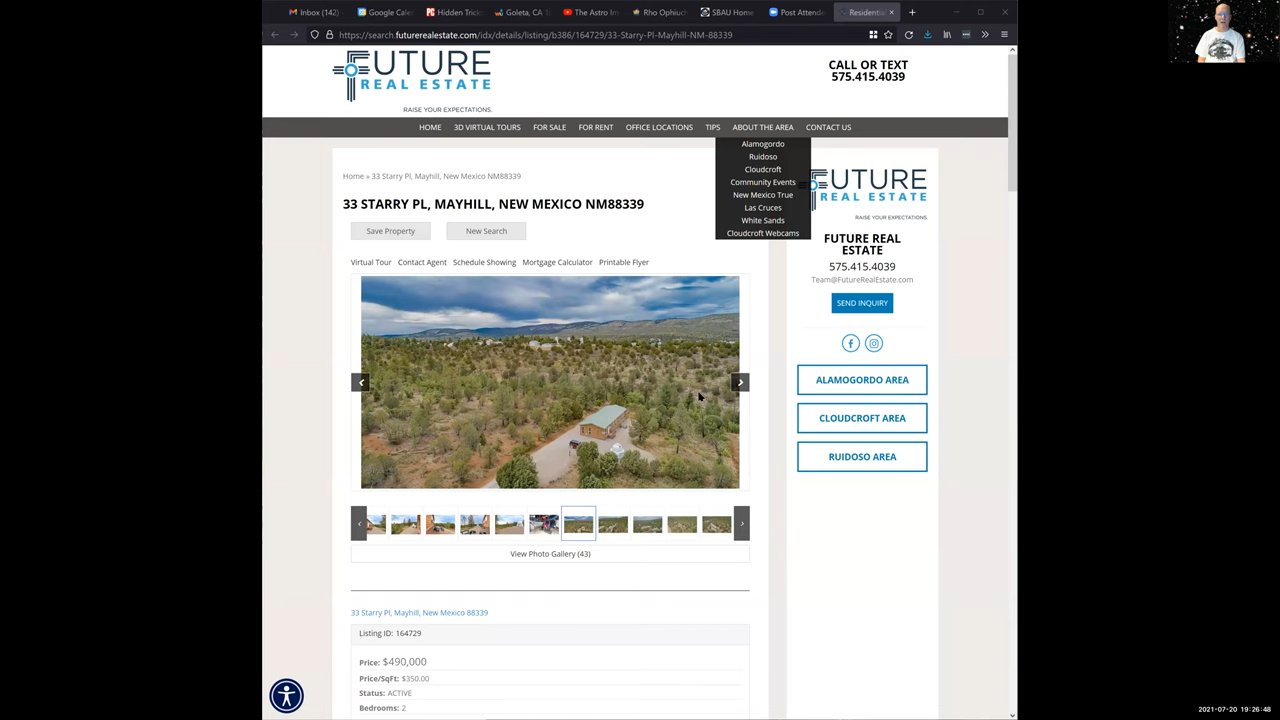 Inbox (142)
Google Cale
Hidden Trick
Goleta, CA
The Astro Im
Rho Ophiuc
SBAU Home
Post Attende
Residentia
https://search.futurerealestate.com/idx/details/listing/b386/164729/33-Starry-Pl-Mayhill-NM-88339
FUTURE
REAL ESTATE
RAISE YOUR EXPECTATIONS.
CALL OR TEXT
575.415.4039
HOME 3D VIRTUAL TOURS FOR SALE FOR RENT OFFICE LOCATIONS TIPS ABOUT THE AREA CONTACT US
Alamogordo
Ruidoso
Cloudcroft
Community Events
New Mexico True
Las Cruces
White Sands
Cloudcroft Webcams
Home » 33 Starry Pl, Mayhill, New Mexico NM88339
33 STARRY PL, MAYHILL, NEW MEXICO NM88339
Save Property New Search
Virtual Tour Contact Agent Schedule Showing Mortgage Calculator Printable Flyer
View Photo Gallery (43)
33 Starry Pl, Mayhill, New Mexico 88339
Listing ID: 164729
Price: $490,000
Price/SqFt: $350.00
Status: ACTIVE
Bedrooms: 2
FUTURE
REAL ESTATE
RAISE YOUR EXPECTATIONS.
FUTURE REAL
ESTATE
575.415.4039
Team@FutureRealEstate.com
SEND INQUIRY
ALAMOGORDO AREA
CLOUDCROFT AREA
RUIDOSO AREA
2021-07-20 19:26:48